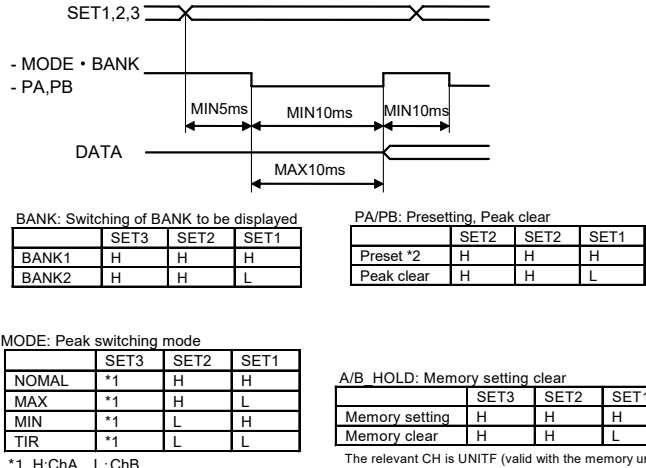 SET1,2,3
- MODE・BANK
- PA,PB
MIN5ms
MIN10ms
MIN10ms
DATA
MAX10ms
BANK: Switching of BANK to be displayed
SET3 SET2 SET1
BANK1 H H H
BANK2 H H L
PA/PB: Presetting, Peak clear
SET2 SET2 SET1
Preset *2 H H H
Peak clear H H L
MODE: Peak switching mode
SET3 SET2 SET1
NOMAL *1 H H
MAX *1 H L
MIN *1 L H
TIR *1 L L
*1 H:ChA L:ChB
A/B_HOLD: Memory setting clear
SET3 SET2 SET1
Memory setting H H H
Memory clear H H L
The relevant CH is UNITF (valid with the memory